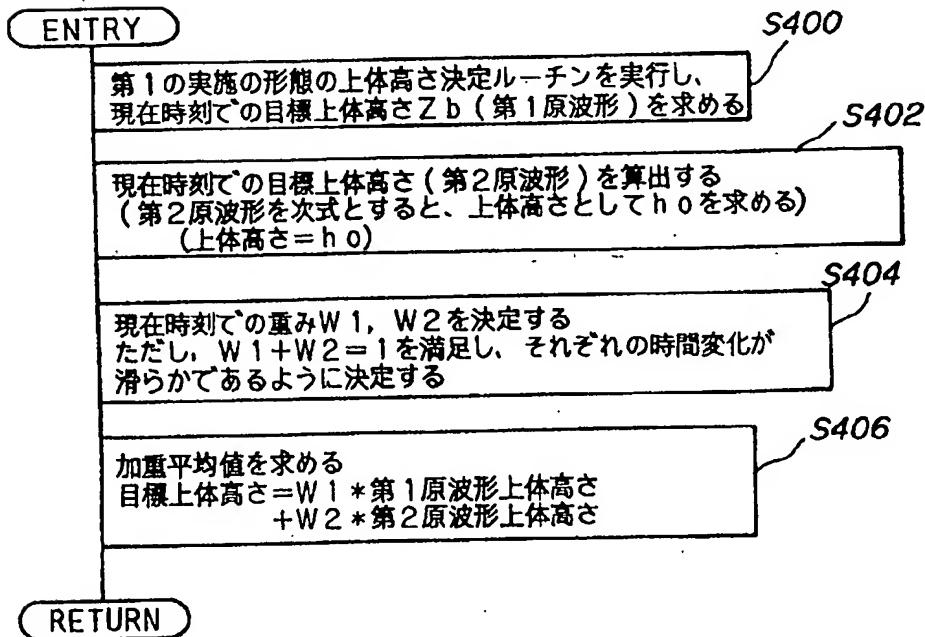 ENTRY
S400
第1の実施の形態の上体高さ決定ルーチンを実行し、
現在時刻での目標上体高さZb(第1原波形)を求める
S402
現在時刻での目標上体高さ(第2原波形)を算出する
(第2原波形を次式とすると、上体高さとしてhoを求める)
(上体高さ=ho)
S404
現在時刻での重みW1,W2を決定する
ただし、W1+W2=1を満足し、それぞれの時間変化が
滑らかであるように決定する
S406
加重平均値を求める
目標上体高さ=W1*第1原波形上体高さ
+W2*第2原波形上体高さ
RETURN